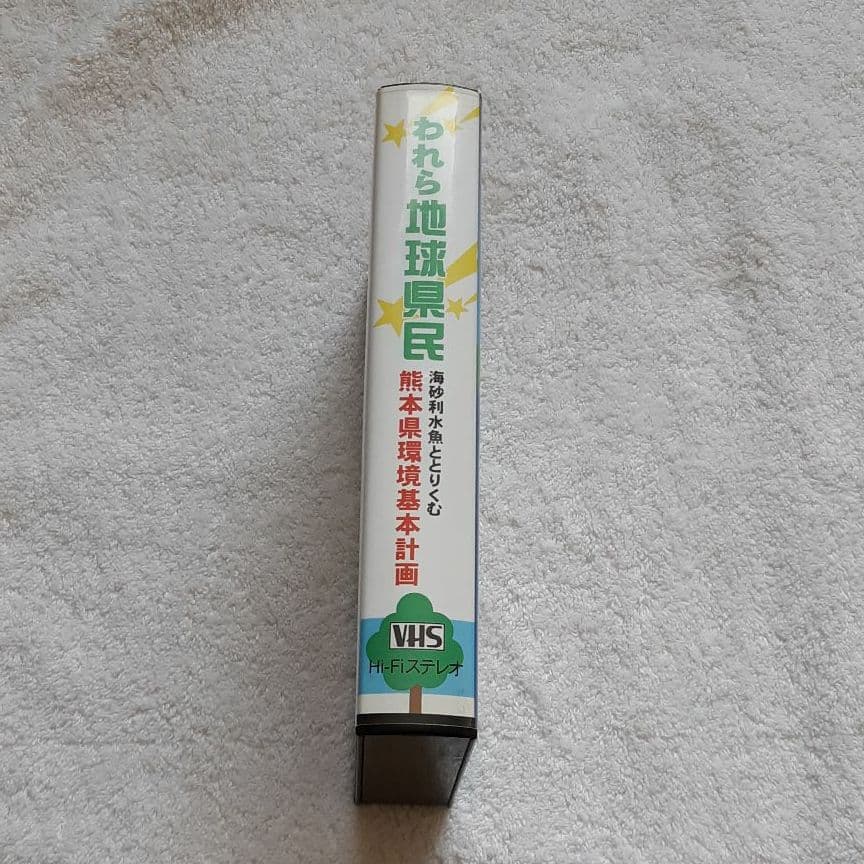 われら地球県民
海砂利水魚ととりくむ
熊本県環境基本計画
VHS
Hi-Fiステレオ